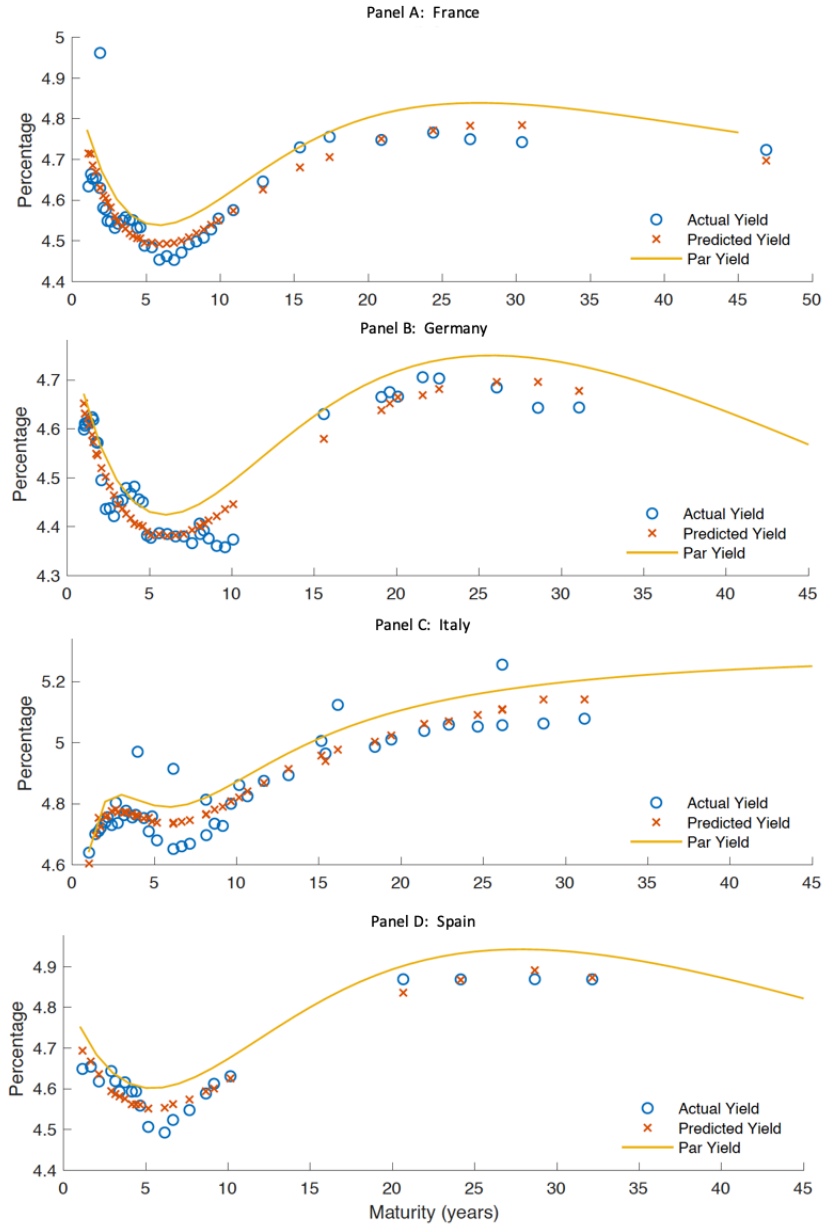 Panel A: France
5
4.9
4.8
4.7
4.6
4.5
4.4
Percentage
Actual Yield
Predicted Yield
Par Yield
0 5 10 15 20 25 30 35 40 45 50
Panel B: Germany
4.7
4.6
4.5
4.4
4.3
Percentage
Actual Yield
Predicted Yield
Par Yield
0 5 10 15 20 25 30 35 40 45
Panel C: Italy
5.2
5
4.8
4.6
Percentage
Actual Yield
Predicted Yield
Par Yield
0 5 10 15 20 25 30 35 40 45
Panel D: Spain
4.9
4.8
4.7
4.6
4.5
4.4
Percentage
Actual Yield
Predicted Yield
Par Yield
0 5 10 15 20 25 30 35 40 45
Maturity (years)